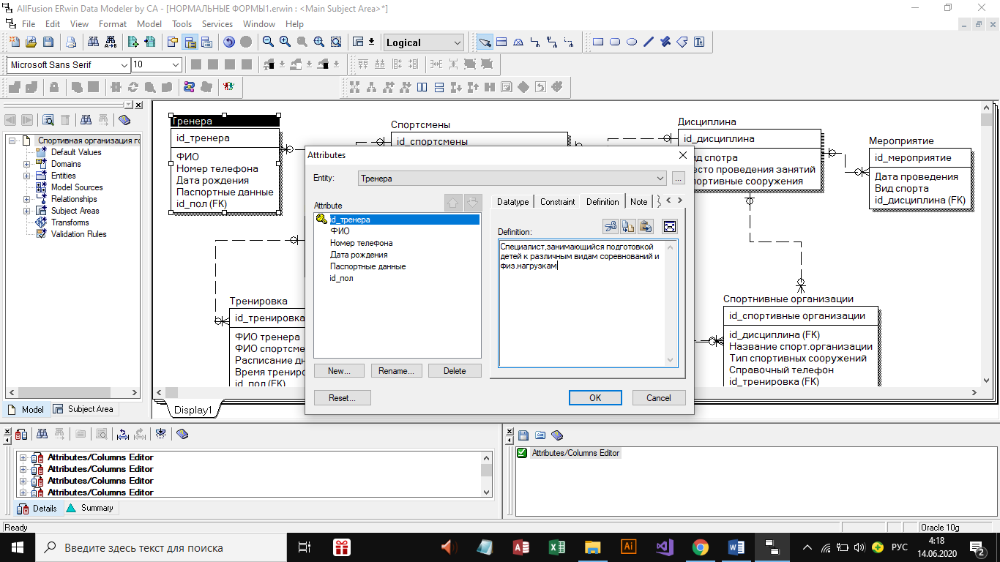 AllFusion ERwin Data Modeler by CA - [НОРМАЛЬНЫЕ ФОРМЫ1.erwin : <Main Subject Area>*]
File Edit View Format Model Tools Services Window Help
Logical
Microsoft Sans Serif 10
Спортивная организация го
Default Values
Domains
Entities
Model Sources
Relationships
Subject Areas
Transforms
Validation Rules
Model Subject Area
Тренера
id_тренера
ФИО
Номер телефона
Дата рождения
Паспортные данные
id_пол (FK)
Спортсмены
id_спортсмены
Дисциплина
id_дисциплина
ид спотра
есто проведения занятий
портивные сооружения
Мероприятие
id_мероприятие
Дата проведения
Вид спорта
id_дисциплина (FK)
Тренировка
id_тренировка
ФИО тренера
ФИО спортсме
Расписание дн
Время трениро
id_пол (FK)
Спортнивные организации
id_спортивные организации
id_дисциплина (FK)
Название спорт.организации
Тип спортивных сооружений
Справочный телефон
id_тренировка (FK)
Display1
Attributes
Entity: Тренера ...
Attribute
id_тренера
ФИО
Номер телефона
Дата рождения
Паспортные данные
id_пол
New... Rename... Delete
Datatype Constraint Definition Note
Definition:
Специалист,занимающийся подготовкой
детей к различным видам соревнований и
физ.нагрузкам
Reset... OK Cancel
Attributes/Columns Editor
Attributes/Columns Editor
Attributes/Columns Editor
Attributes/Columns Editor
Details Summary
Attributes/Columns Editor
Ready Oracle 10g
Введите здесь текст для поиска
РУС
4:18
14.06.2020
2